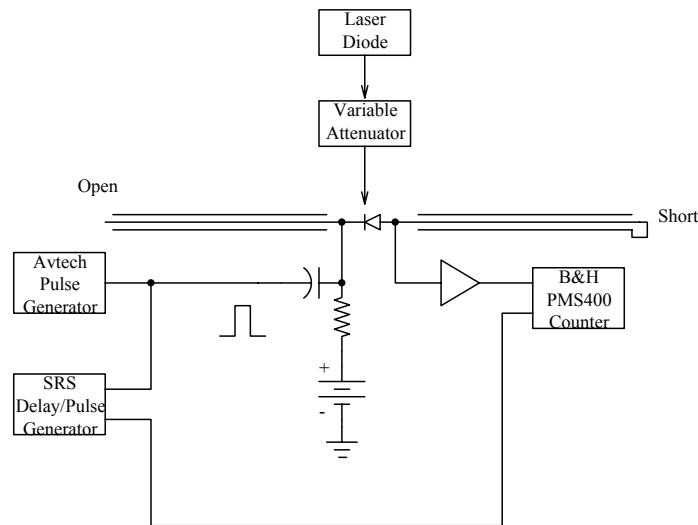 Laser
Diode
Variable
Attenuator
Open
Short
Avtech
Pulse
Generator
B&H
PMS400
Counter
SRS
Delay/Pulse
Generator
+
-